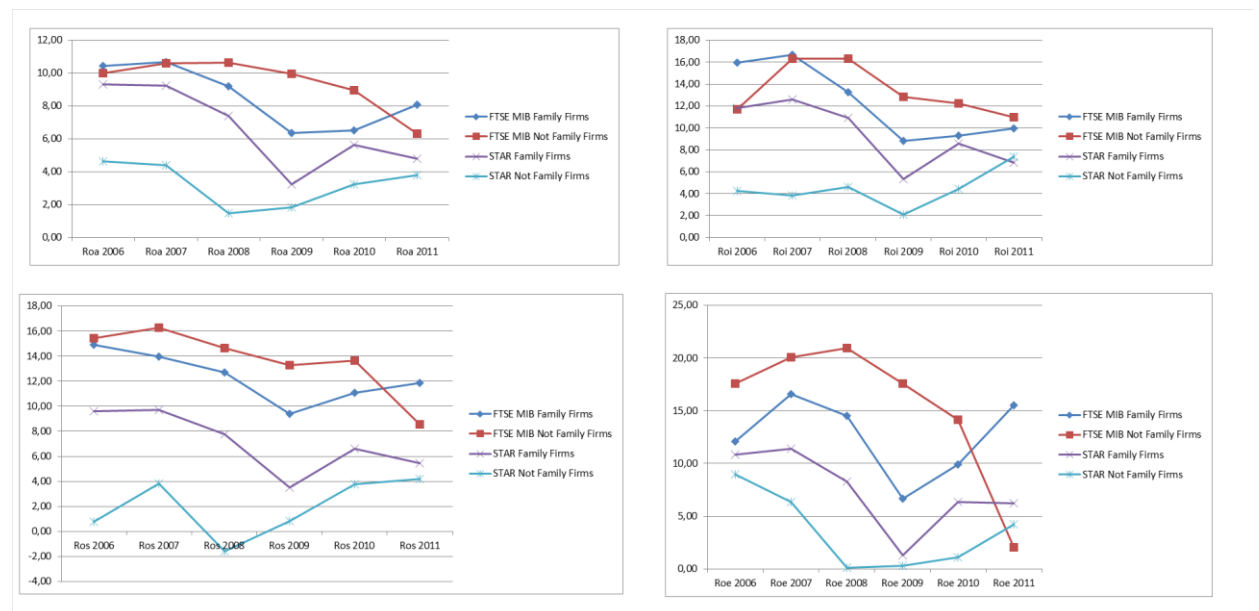 12,00
10,00
8,00
6,00
4,00
2,00
0,00
Roa 2006 Roa 2007 Roa 2008 Roa 2009 Roa 2010 Roa 2011
FTSE MIB Family Firms
FTSE MIB Not Family Firms
STAR Family Firms
STAR Not Family Firms
18,00
16,00
14,00
12,00
10,00
8,00
6,00
4,00
2,00
0,00
Roi 2006 Roi 2007 Roi 2008 Roi 2009 Roi 2010 Roi 2011
FTSE MIB Family Firms
FTSE MIB Not Family Firms
STAR Family Firms
STAR Not Family Firms
18,00
16,00
14,00
12,00
10,00
8,00
6,00
4,00
2,00
0,00
-2,00
-4,00
Ros 2006 Ros 2007 Ros 2008 Ros 2009 Ros 2010 Ros 2011
FTSE MIB Family Firms
FTSE MIB Not Family Firms
STAR Family Firms
STAR Not Family Firms
25,00
20,00
15,00
10,00
5,00
0,00
Roe 2006 Roe 2007 Roe 2008 Roe 2009 Roe 2010 Roe 2011
FTSE MIB Family Firms
FTSE MIB Not Family Firms
STAR Family Firms
STAR Not Family Firms